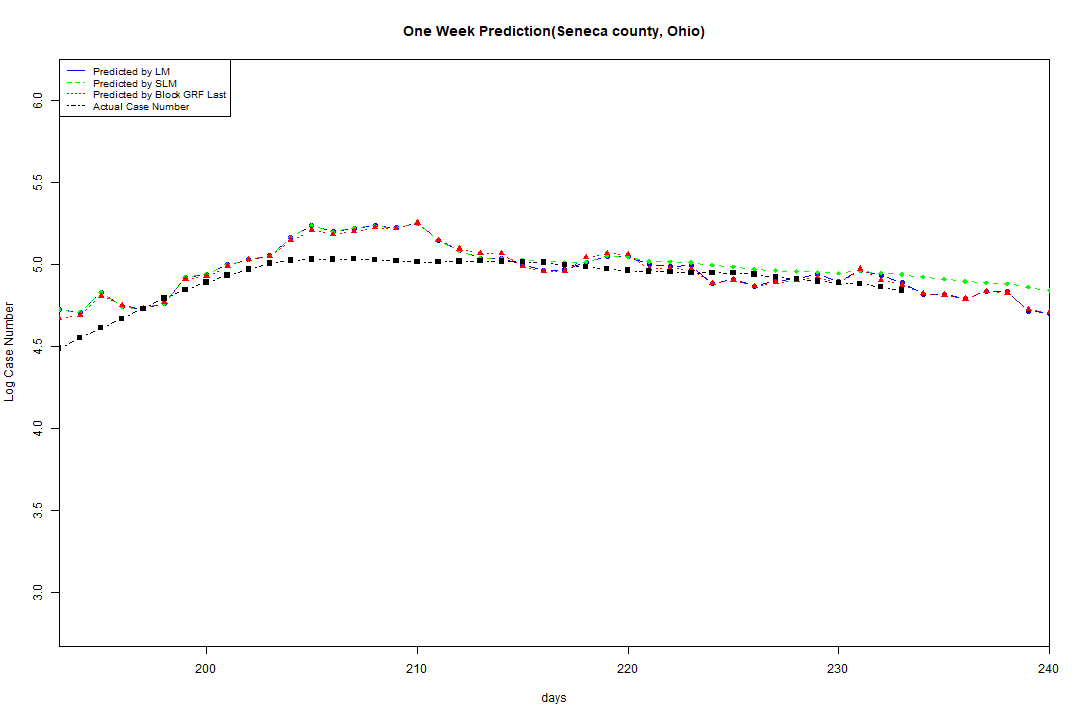 One Week Prediction(Seneca county, Ohio)
Predicted by LM
Predicted by SLM
Predicted by Block GRF Last
Actual Case Number
6.0
5.5
5.0
4.5
4.0
3.5
3.0
Log Case Number
200
210
220
230
240
days